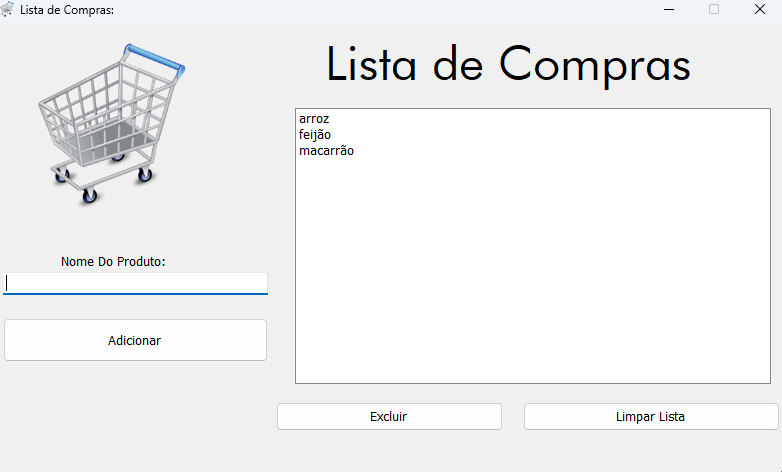 Lista de Compras:
Lista de Compras
arroz
feijão
macarrão
Nome Do Produto:
Adicionar
Excluir
Limpar Lista